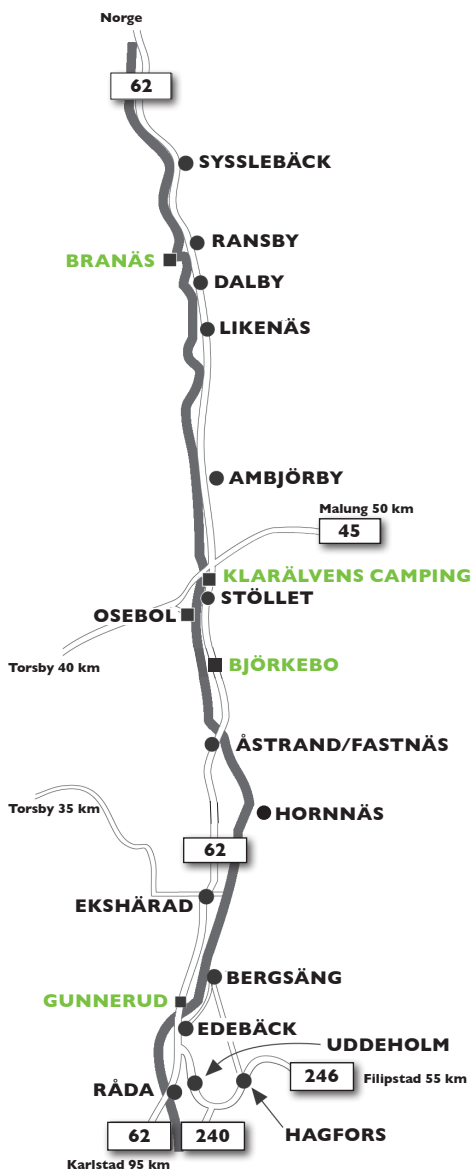 Norge
62
SYSSLEBÄCK
RANSBY
BRANÄS
DALBY
LIKENÄS
AMBJÖRBY
Malung 50 km
45
KLARÄLVENS CAMPING
STÖLLET
OSEBOL
Torsby 40 km
BJÖRKEBO
ÅSTRAND/FASTNÄS
Torsby 35 km
HORNNÄS
62
EKSHÄRAD
BERGSÄNG
GUNNERUD
EDEBÄCK
UDDEHOLM
246
Filipstad 55 km
RÅDA
62
240
HAGFORS
Karlstad 95 km